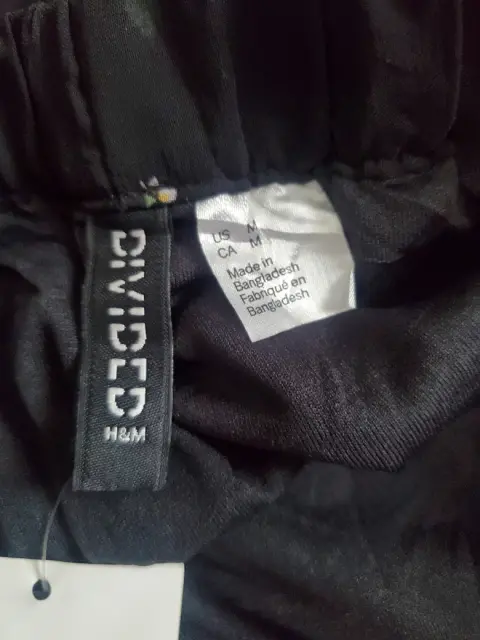 DIVIDED
H&M
US M
CA M
Made in
Bangladesh
Fabriqué en
Bangladesh